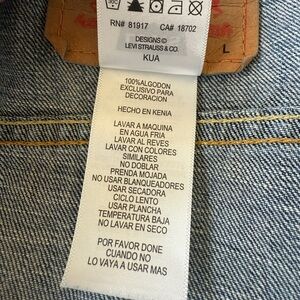 30C
RN# 81917 CA# 18702
DESIGNS ©
LEVI STRAUSS & CO.
KUA
L
100%ALGODON
EXCLUSIVO PARA
DECORACION
HECHO EN KENIA
LAVAR A MAQUINA
EN AGUA FRIA
LAVAR AL REVES
LAVAR CON COLORES
SIMILARES
NO DOBLAR
PRENDA MOJADA
NO USAR BLANQUEADORES
USAR SECADORA
CICLO LENTO
USAR PLANCHA
TEMPERATURA BAJA
NO LAVAR EN SECO
POR FAVOR DONE
CUANDO NO
LO VAYA A USAR MAS